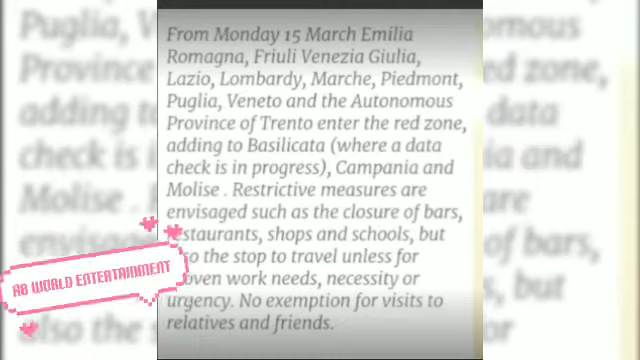 From Monday 15 March Emilia
Romagna, Friuli Venezia Giulia,
Lazio, Lombardy, Marche, Piedmont,
Puglia, Veneto and the Autonomous
Province of Trento enter the red zone,
adding to Basilicata (where a data
check is in progress), Campania and
Molise . Restrictive measures are
envisaged such as the closure of bars,
restaurants, shops and schools, but
also the stop to travel unless for
proven work needs, necessity or
urgency. No exemption for visits to
relatives and friends.
WORLD ENTERTAINMENT